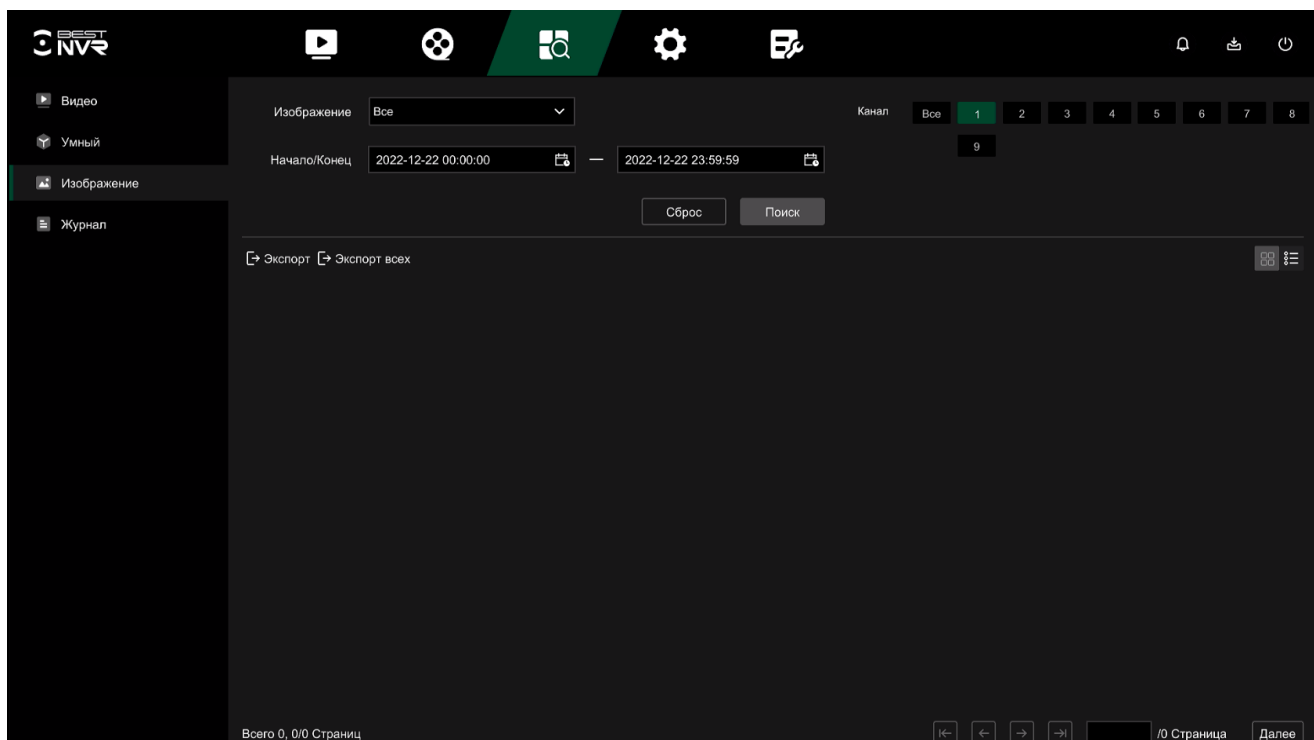 BEST
NVR
Видео
Умный
Изображение
Журнал
Изображение Все
Начало/Конец 2022-12-22 00:00:00 — 2022-12-22 23:59:59
Сброс Поиск
Канал Все 1 2 3 4 5 6 7 8
9
Экспорт Экспорт всех
Всего 0, 0/0 Страниц /0 Страница Далее